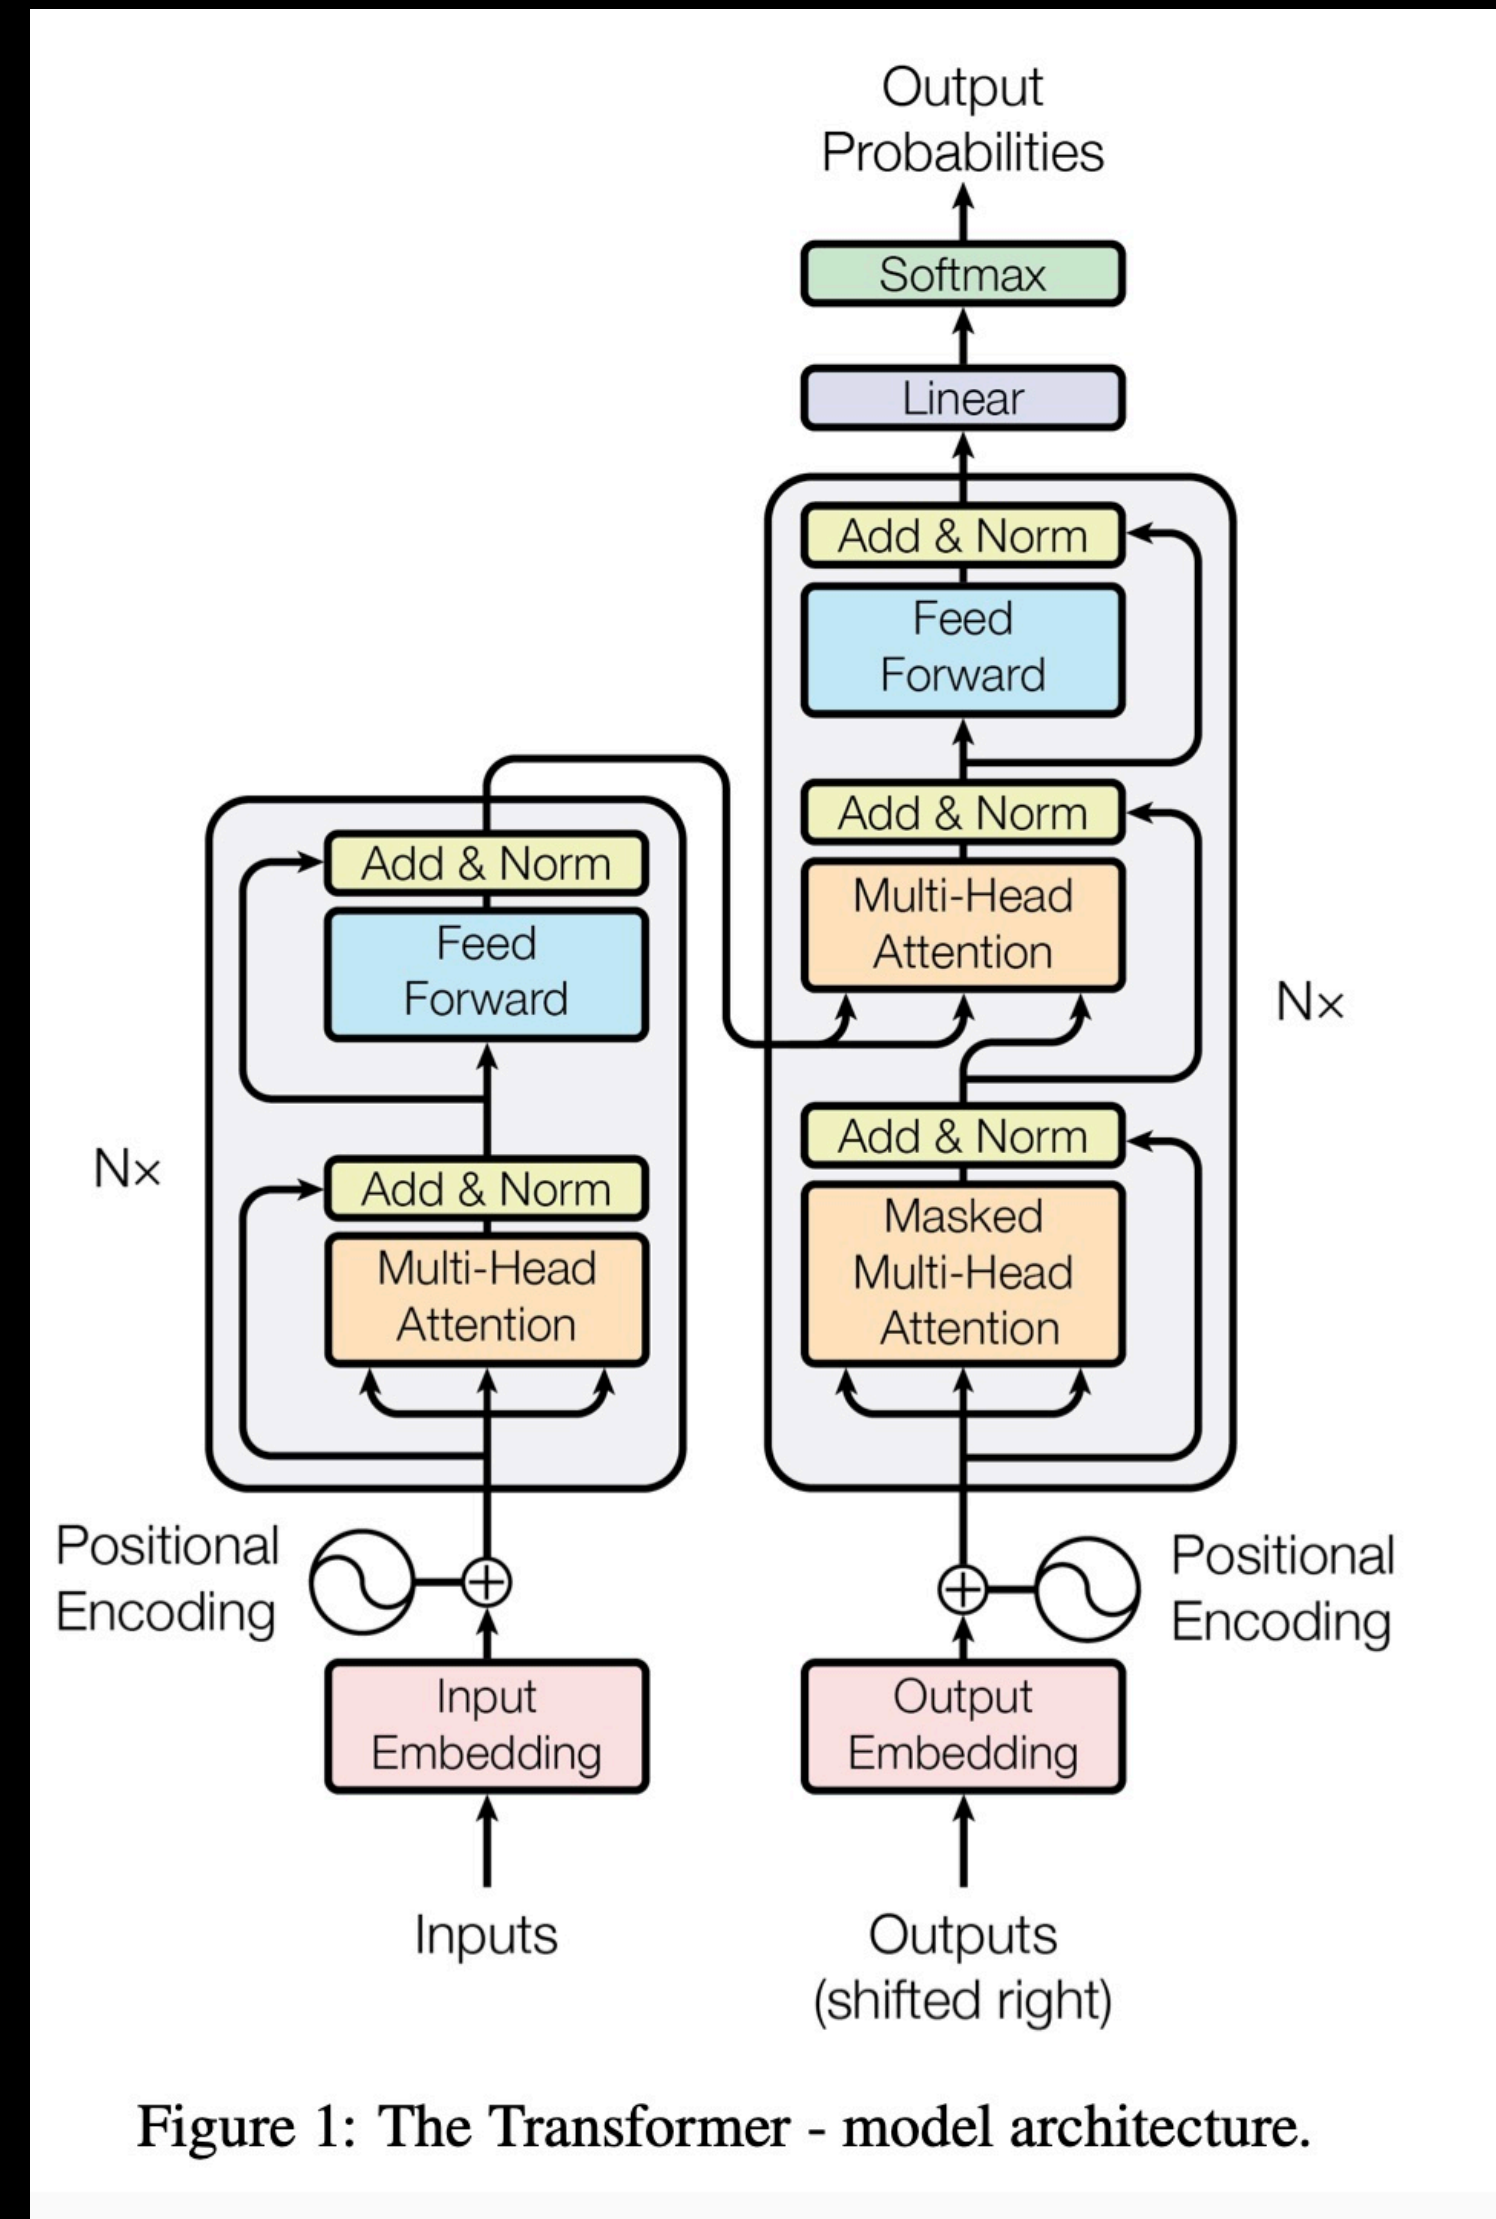 Output
Probabilities
Softmax
Linear
Add & Norm
Feed
Forward
Add & Norm
Multi-Head
Attention
Add & Norm
Masked
Multi-Head
Attention
Nx
Add & Norm
Feed
Forward
Add & Norm
Multi-Head
Attention
Nx
Positional
Encoding
Positional
Encoding
Input
Embedding
Output
Embedding
Inputs
Outputs
(shifted right)
Figure 1: The Transformer - model architecture.